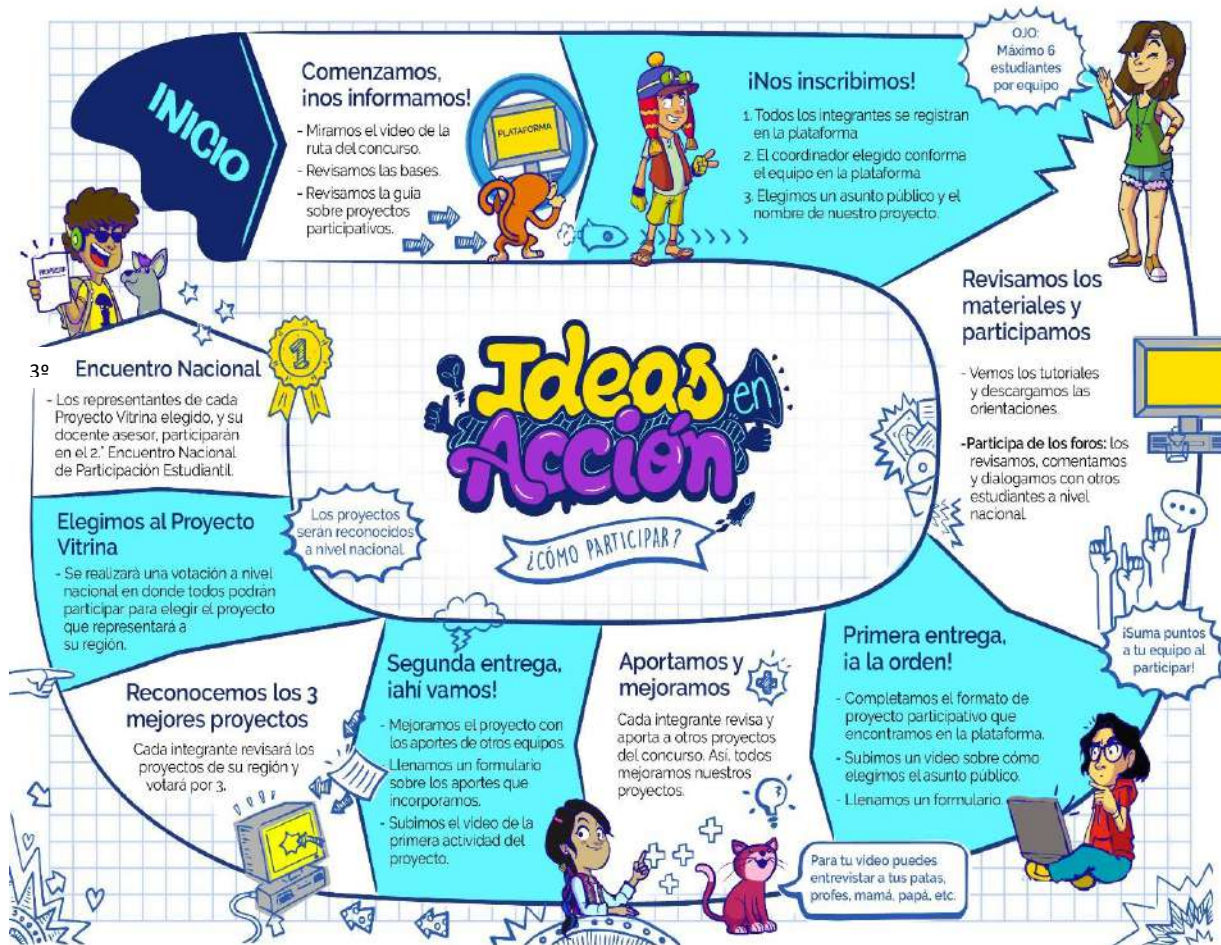 INICIO
Comenzamos,
¡nos informamos!
- Miramos el video de la
ruta del concurso.
- Revisamos las bases.
- Revisamos la guía
sobre proyectos
participativos.
PLATAFORMA
¡Nos inscribimos!
1. Todos los integrantes se registran
en la plataforma
2. El coordinador elegido conforma
el equipo en la plataforma
3. Elegimos un asunto público y el
nombre de nuestro proyecto.
OJO:
Máximo 6
estudiantes
por equipo
Revisamos los
materiales y
participamos
- Vemos los tutoriales
y descargamos las
orientaciones.
-Participa de los foros: los
revisamos, comentamos
y dialogamos con otros
estudiantes a nivel
nacional.
¡Suma puntos
a tu equipo al
participar!
Primera entrega,
¡a la orden!
- Completamos el formato de
proyecto participativo que
encontramos en la plataforma.
- Subimos un video sobre cómo
elegimos el asunto público.
- Llenamos un formulario.
Para tu video puedes
entrevistar a tus patas,
profes, mamá, papá, etc.
Aportamos y
mejoramos
Cada integrante revisa y
aporta a otros proyectos
del concurso. Así, todos
mejoramos nuestros
proyectos.
Segunda entrega,
¡ahí vamos!
- Mejoramos el proyecto con
los aportes de otros equipos.
- Llenamos un formulario
sobre los aportes que
incorporamos.
- Subimos el video de la
primera actividad del
proyecto.
Reconocemos los 3
mejores proyectos
Cada integrante revisará los
proyectos de su región y
votará por 3.
Elegimos al Proyecto
Vitrina
- Se realizará una votación a nivel
nacional en donde todos podrán
participar para elegir el proyecto
que representará a
su región.
Los proyectos
serán reconocidos
a nivel nacional.
3º
Encuentro Nacional
- Los representantes de cada
Proyecto Vitrina elegido, y su
docente asesor, participarán
en el 2.° Encuentro Nacional
de Participación Estudiantil.
1
Ideas en
Acción
¿CÓMO PARTICIPAR?